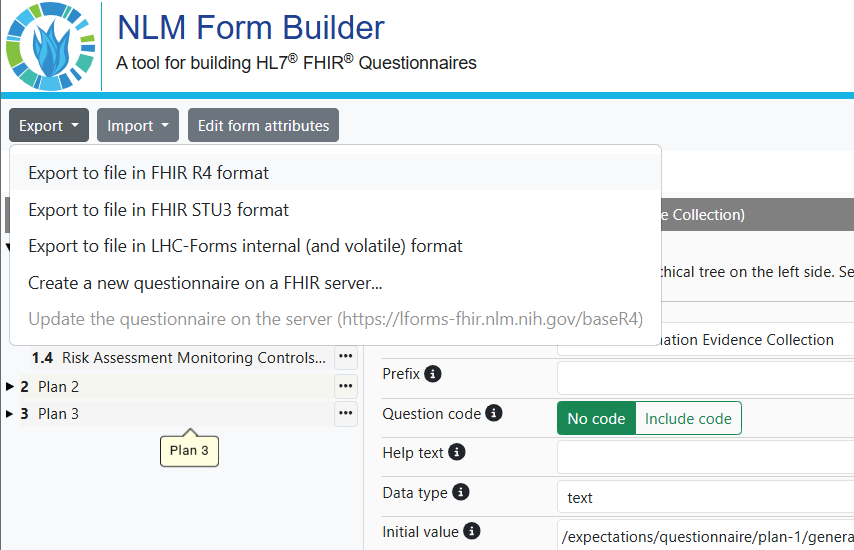 NLM Form Builder
A tool for building HL7® FHIR® Questionnaires
Export Import Edit form attributes
Export to file in FHIR R4 format
Export to file in FHIR STU3 format
Export to file in LHC-Forms internal (and volatile) format
Create a new questionnaire on a FHIR server...
Update the questionnaire on the server (https://lforms-fhir.nlm.nih.gov/baseR4)
Collection)
tree on the left side.
1.4 Risk Assessment Monitoring Controls...
2 Plan 2
3 Plan 3
Plan 3
Evidence Collection
Prefix
Question code No code Include code
Help text
Data type text
Initial value /expectations/questionnaire/plan-1/genera